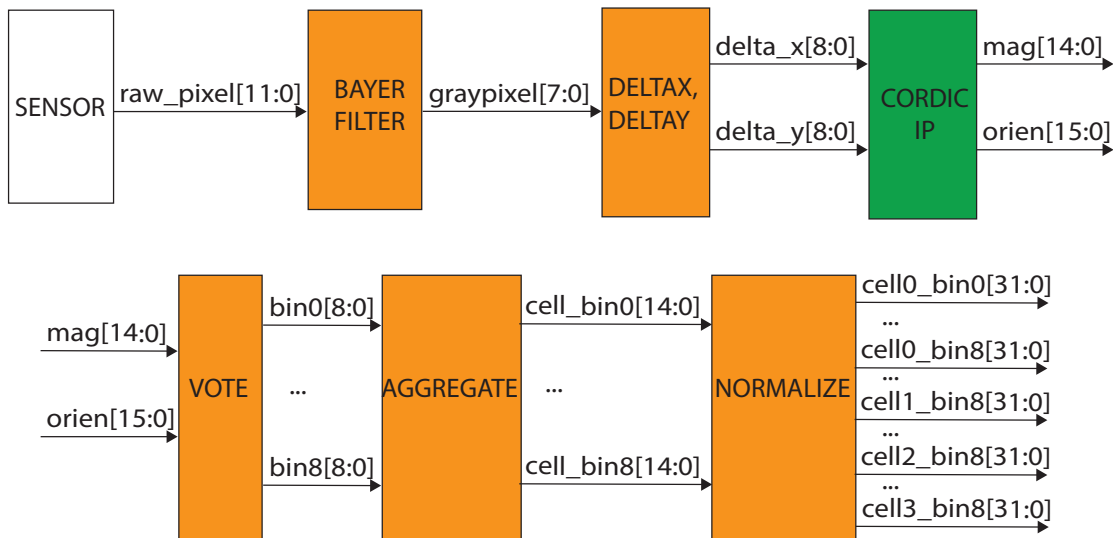 SENSOR
raw_pixel[11:0]
BAYER
FILTER
graypixel[7:0]
DELTAX,
DELTAY
delta_x[8:0]
delta_y[8:0]
CORDIC
IP
mag[14:0]
orien[15:0]
mag[14:0]
orien[15:0]
VOTE
bin0[8:0]
...
bin8[8:0]
AGGREGATE
cell_bin0[14:0]
...
cell_bin8[14:0]
NORMALIZE
cell0_bin0[31:0]
...
cell0_bin8[31:0]
...
cell1_bin8[31:0]
...
cell2_bin8[31:0]
...
cell3_bin8[31:0]